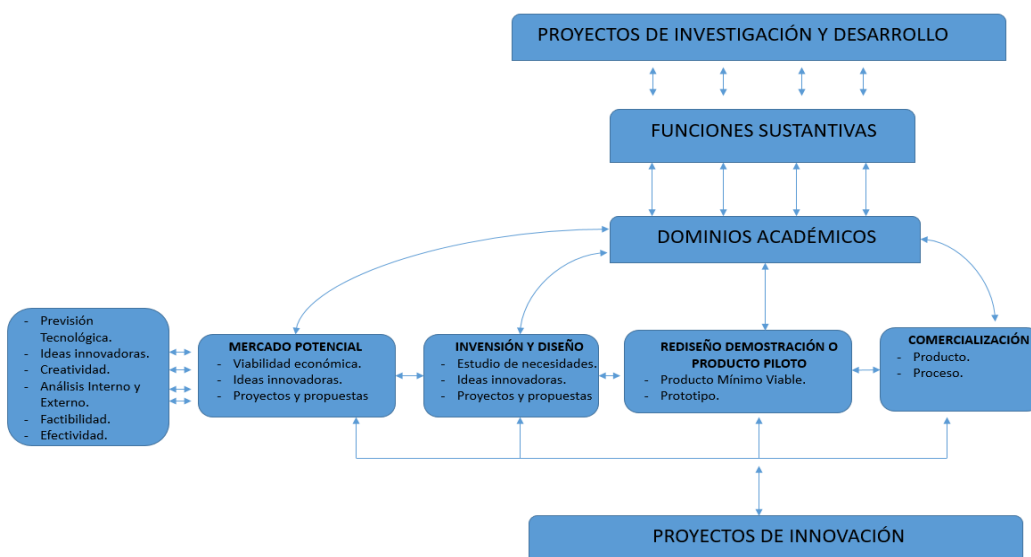 PROYECTOS DE INVESTIGACIÓN Y DESARROLLO
FUNCIONES SUSTANTIVAS
DOMINIOS ACADÉMICOS
- Previsión
Tecnológica.
- Ideas innovadoras.
- Creatividad.
- Análisis Interno y
Externo.
- Factibilidad.
- Efectividad.
MERCADO POTENCIAL
- Viabilidad económica.
- Ideas innovadoras.
- Proyectos y propuestas
INVENSIÓN Y DISEÑO
- Estudio de necesidades.
- Ideas innovadoras.
- Proyectos y propuestas
REDISEÑO DEMOSTRACIÓN O
PRODUCTO PILOTO
- Producto Mínimo Viable.
- Prototipo.
COMERCIALIZACIÓN
- Producto.
- Proceso.
PROYECTOS DE INNOVACIÓN